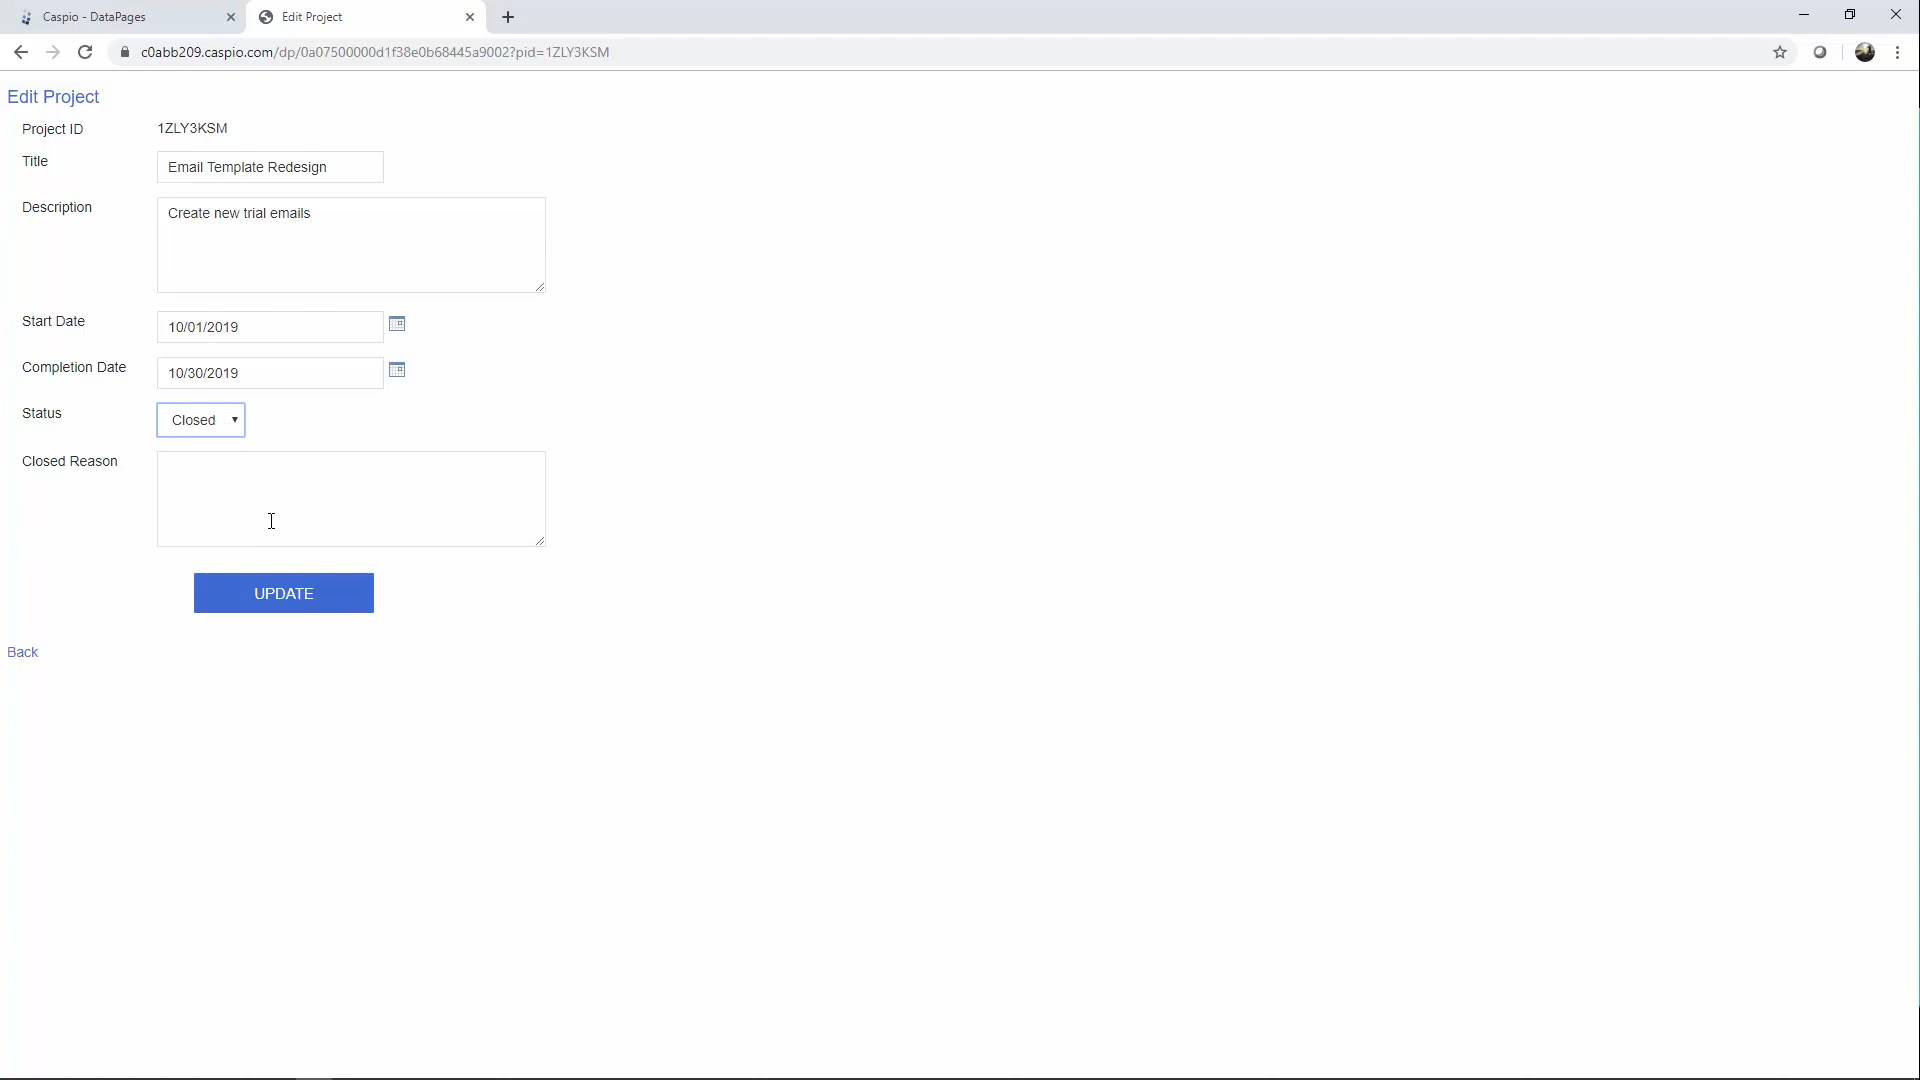 Caspio - DataPages
Edit Project
c0abb209.caspio.com/dp/0a07500000d1f38e0b68445a9002?pid=1ZLY3KSM
Edit Project
Project ID 1ZLY3KSM
Title Email Template Redesign
Description Create new trial emails
Start Date 10/01/2019
Completion Date 10/30/2019
Status Closed
Closed Reason
UPDATE
Back